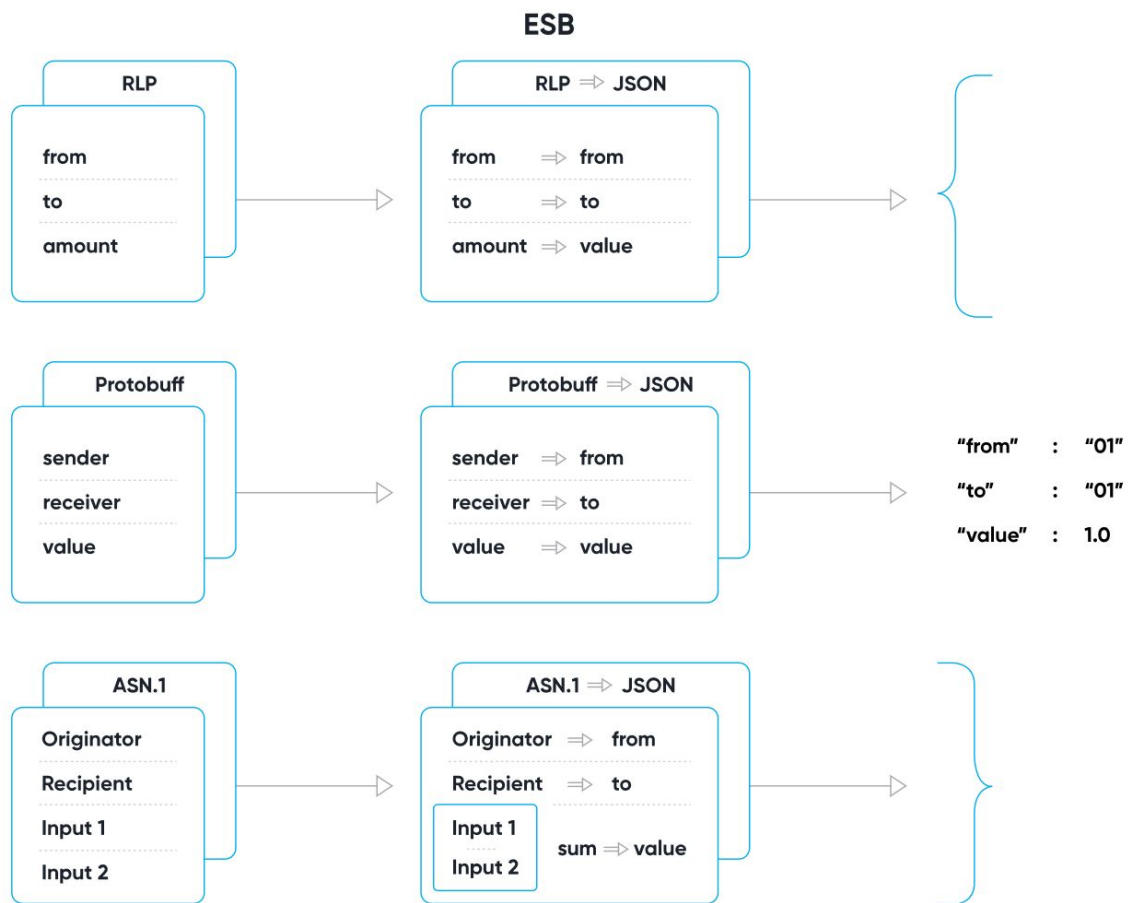 ESB
RLP
from
to
amount
RLP ⇒ JSON
from ⇒ from
to ⇒ to
amount ⇒ value
{
Protobuff
sender
receiver
value
Protobuff ⇒ JSON
sender ⇒ from
receiver ⇒ to
value ⇒ value
“from” : “01”
“to” : “01”
“value” : 1.0
ASN.1
Originator
Recipient
Input 1
Input 2
ASN.1 ⇒ JSON
Originator ⇒ from
Recipient ⇒ to
Input 1
Input 2
sum ⇒ value
}